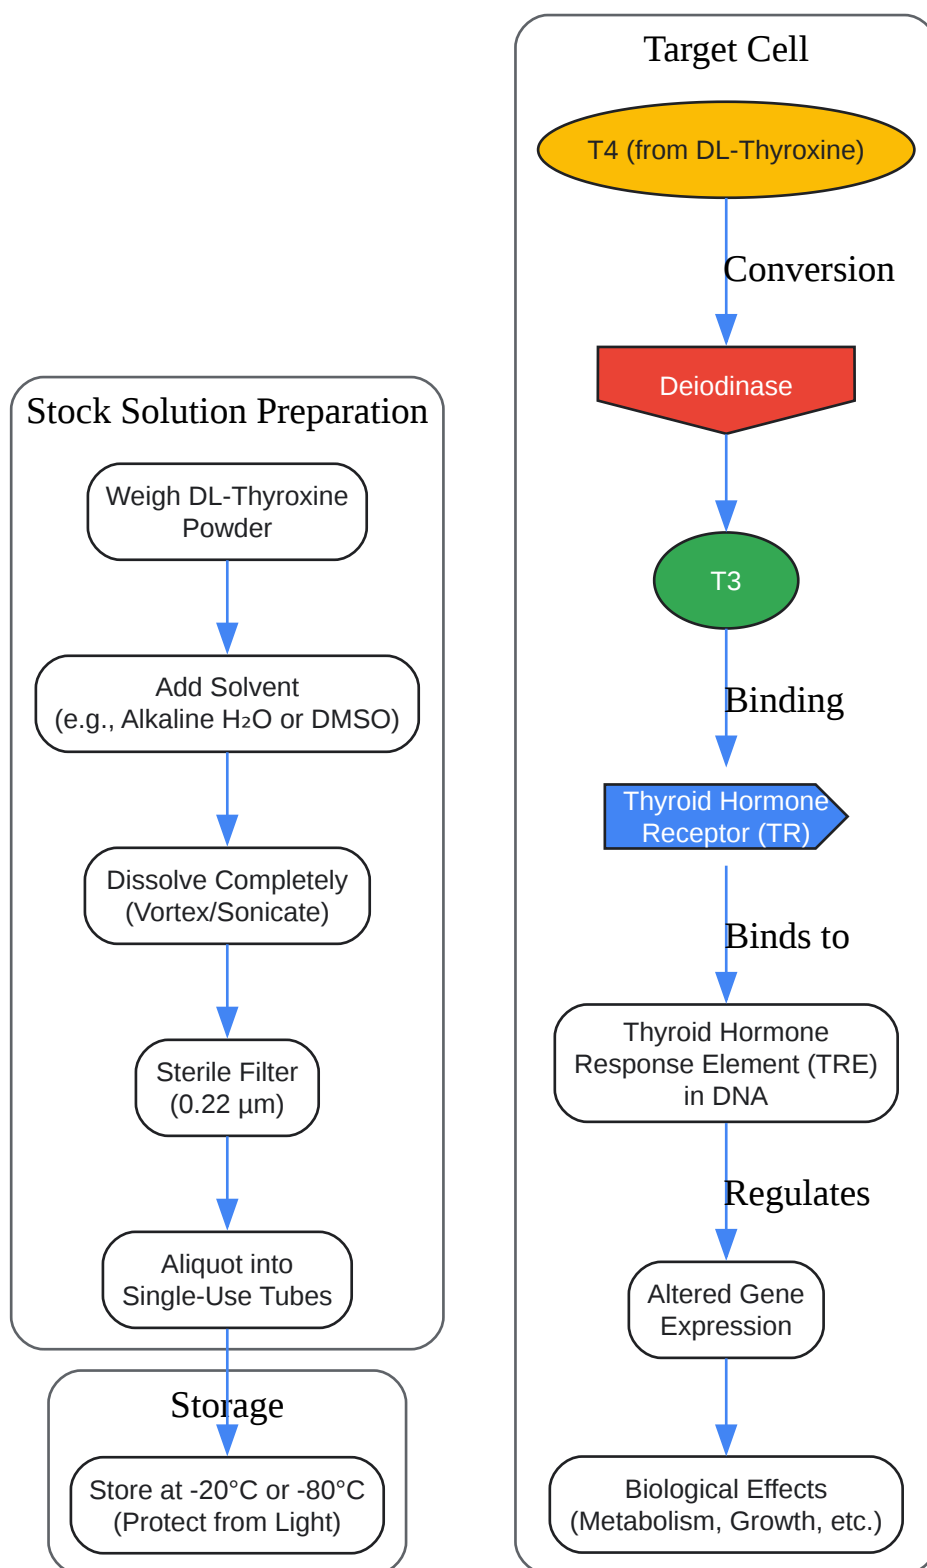 Stock Solution Preparation
Weigh DL-Thyroxine
Powder
Add Solvent
(e.g., Alkaline H₂O or DMSO)
Dissolve Completely
(Vortex/Sonicate)
Sterile Filter
(0.22 µm)
Aliquot into
Single-Use Tubes
Storage
Store at -20°C or -80°C
(Protect from Light)
Target Cell
T4 (from DL-Thyroxine)
Conversion
Deiodinase
T3
Binding
Thyroid Hormone
Receptor (TR)
Binds to
Thyroid Hormone
Response Element (TRE)
in DNA
Regulates
Altered Gene
Expression
Biological Effects
(Metabolism, Growth, etc.)